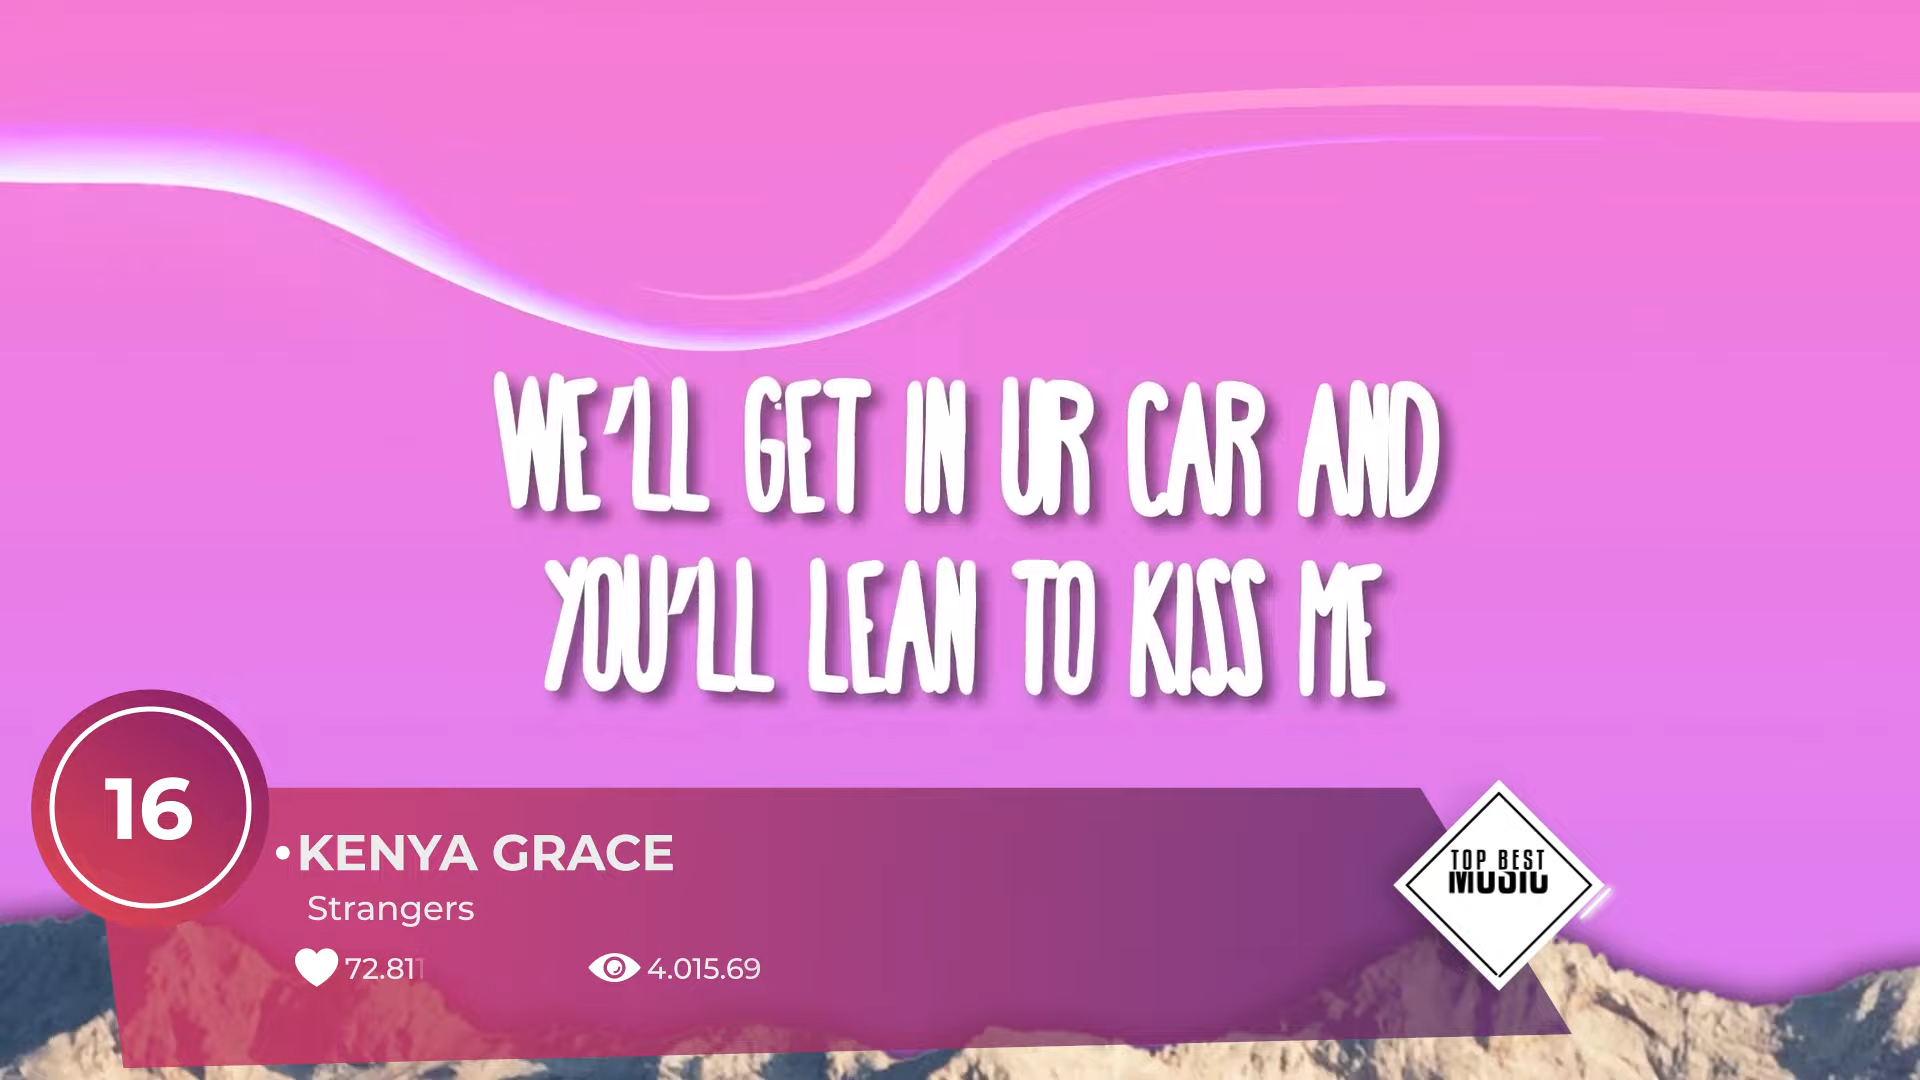 WE'LL GET IN UR CAR AND
YOU'LL LEAN TO KISS ME
16
•KENYA GRACE
Strangers
72.811
4.015.69
TOP BEST
MUSIC